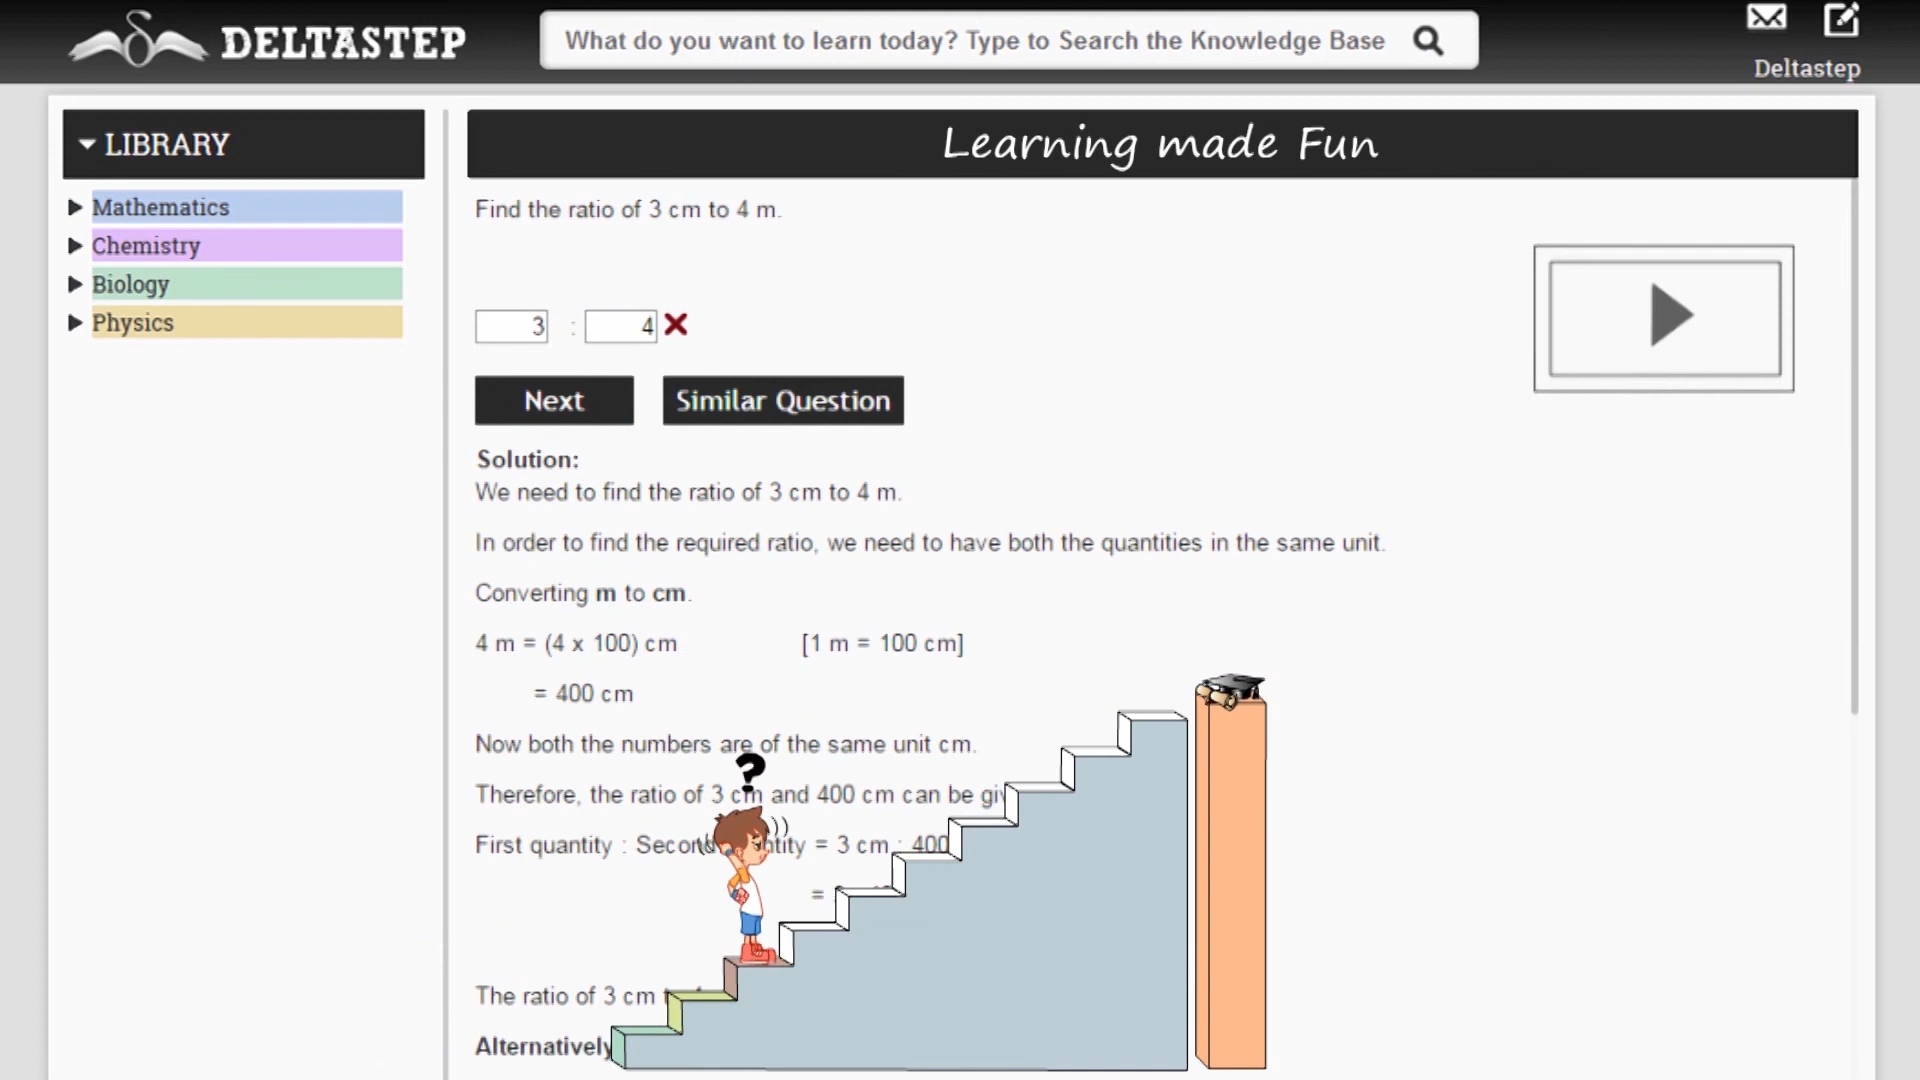 DELTASTEP
What do you want to learn today? Type to Search the Knowledge Base
Deltastep
LIBRARY
Mathematics
Chemistry
Biology
Physics
Learning made Fun
Find the ratio of 3 cm to 4 m.
3 : 4
Next
Similar Question
Solution:
We need to find the ratio of 3 cm to 4 m.
In order to find the required ratio, we need to have both the quantities in the same unit.
Converting m to cm.
4 m = (4 x 100) cm [1 m = 100 cm]
= 400 cm
Now both the numbers are of the same unit cm.
?
Therefore, the ratio of 3 cm and 400 cm can be
First quantity : = 3 cm : 400
=
The ratio of 3 cm
Alternatively